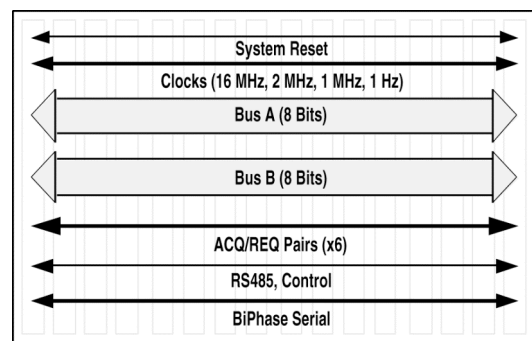 System Reset
Clocks (16 MHz, 2 MHz, 1 MHz, 1 Hz)
Bus A (8 Bits)
Bus B (8 Bits)
ACQ/REQ Pairs (x6)
RS485, Control
BiPhase Serial